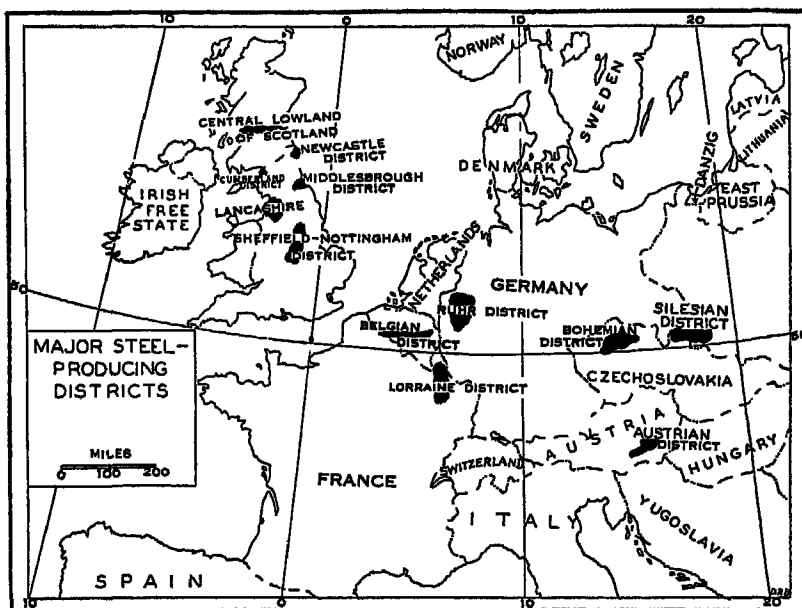 10
0
10
20
NORWAY
SWEDEN
LATVIA
LITHUANIA
DANZIG
EAST
PRUSSIA
DENMARK
CENTRAL LOWLAND
OF SCOTLAND
NEWCASTLE
DISTRICT
CUMBERLAND
DISTRICT
MIDDLESBROUGH
DISTRICT
IRISH
FREE
STATE
LANCASHIRE
SHEFFIELD-NOTTINGHAM
DISTRICT
NETHERLANDS
GERMANY
50
RUHR DISTRICT
BELGIAN
DISTRICT
BOHEMIAN
DISTRICT
SILESIAN
DISTRICT
50
LORRAINE DISTRICT
CZECHOSLOVAKIA
MAJOR STEEL-
PRODUCING
DISTRICTS
MILES
0 100 200
AUSTRIA
AUSTRIAN
DISTRICT
HUNGARY
SWITZERLAND
FRANCE
ITALY
YUGOSLAVIA
SPAIN
10
0
10
20